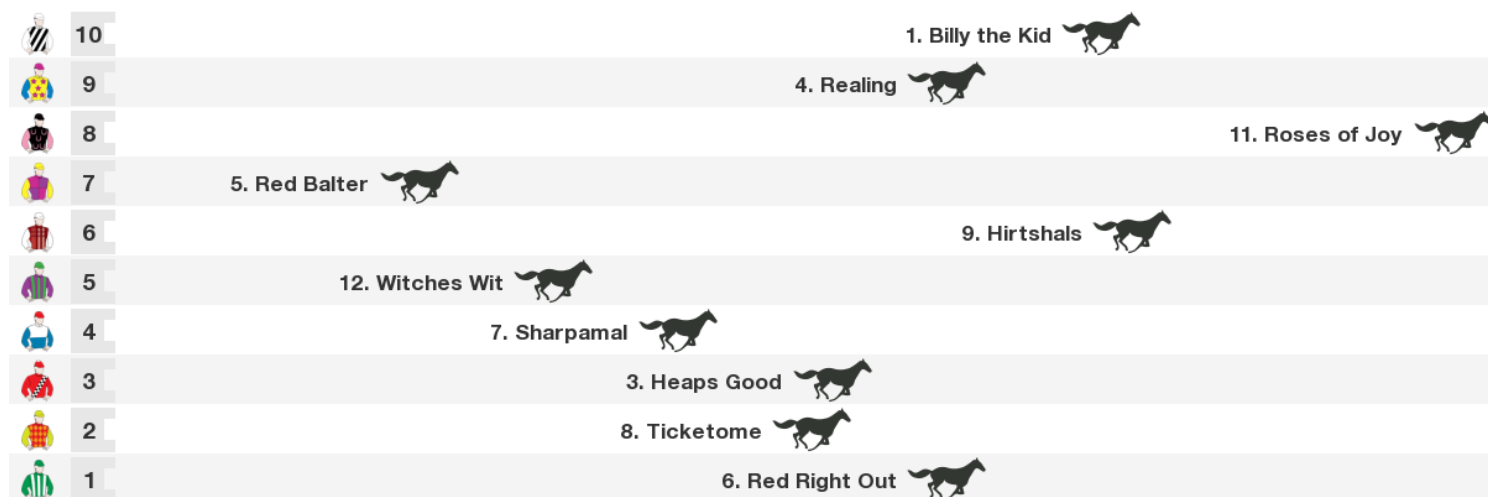 10 1. Billy the Kid
9 4. Realing
8 11. Roses of Joy
7 5. Red Balter
6 9. Hirtshals
5 12. Witches Wit
4 7. Sharpamal
3 3. Heaps Good
2 8. Ticketome
1 6. Red Right Out